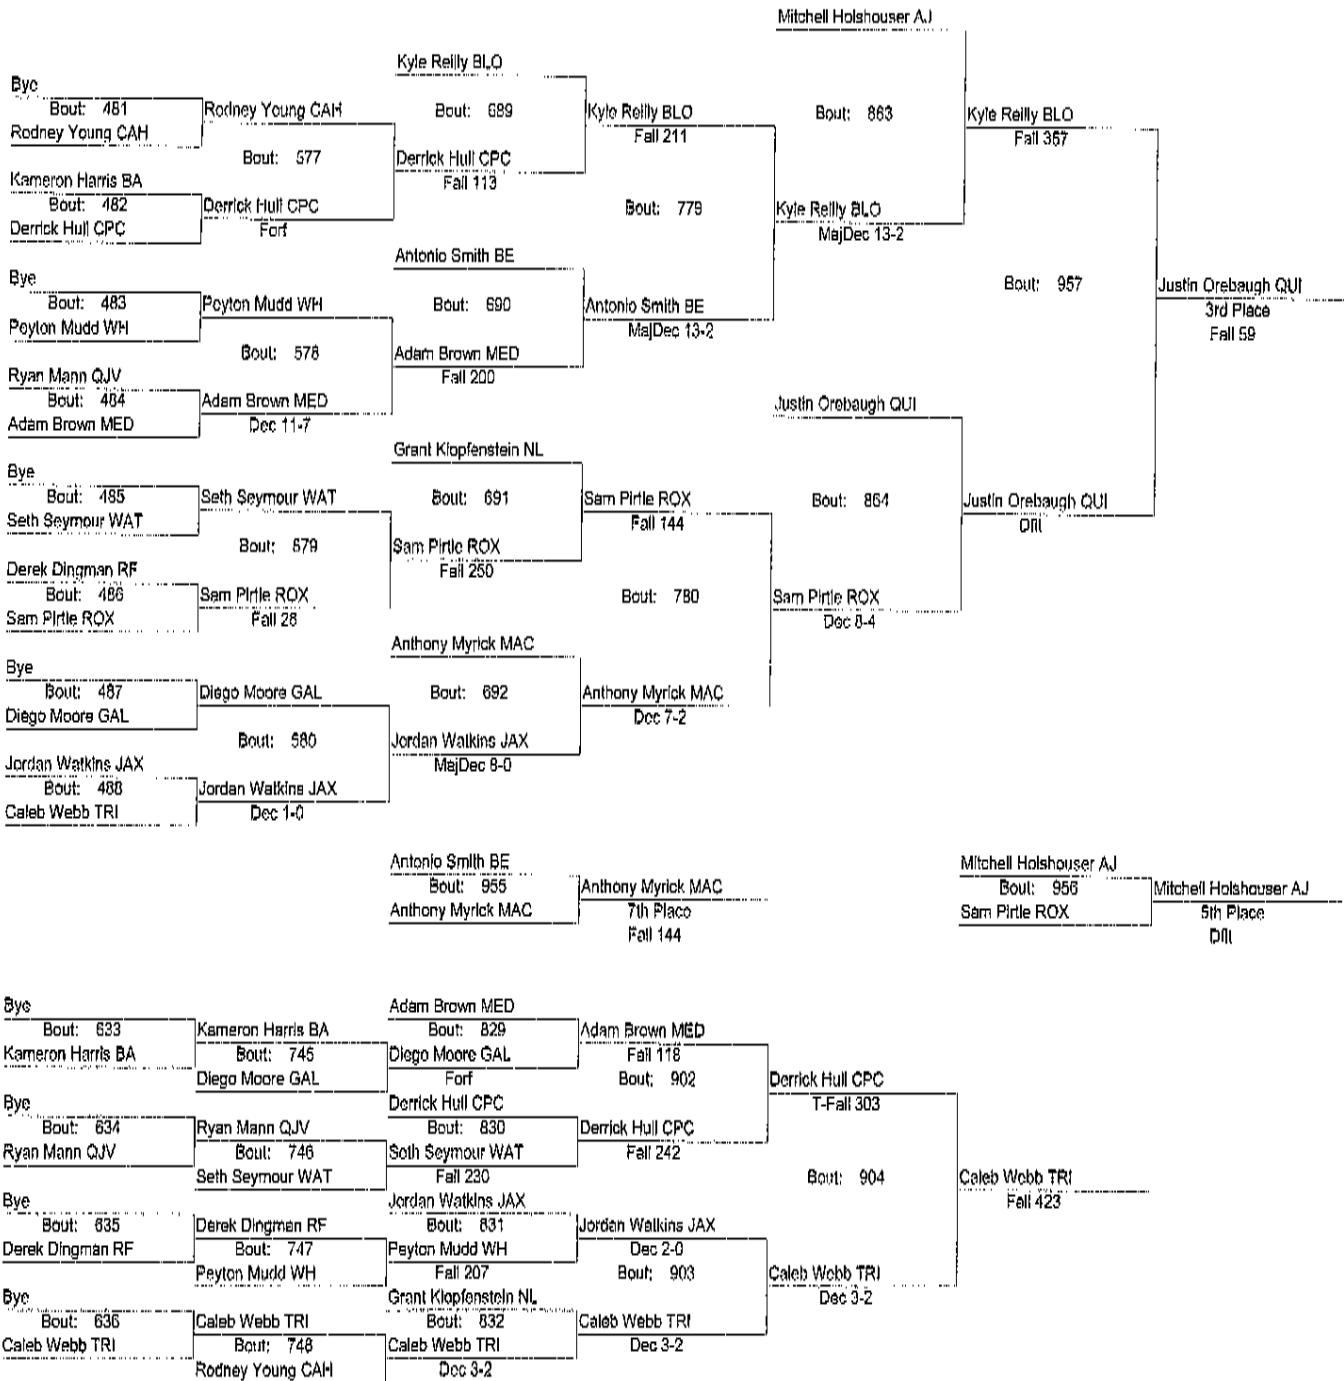 Mitchell Holshouser AJ
Kyle Reilly BLO
Bye
Bout: 481
Rodney Young CAH
Rodney Young CAH
Bout: 689
Kyle Reilly BLO
Fall 211
Bout: 863
Kyle Reilly BLO
Fall 357
Bout: 577
Derrick Hull CPC
Fall 113
Kameron Harris BA
Bout: 482
Derrick Hull CPC
Derrick Hull CPC
Forf
Bout: 779
Kyle Reilly BLO
MajDec 13-2
Antonio Smith BE
Bye
Bout: 483
Peyton Mudd WH
Peyton Mudd WH
Bout: 690
Antonio Smith BE
MajDec 13-2
Bout: 957
Justin Orebaugh QUI
3rd Place
Fall 59
Bout: 578
Adam Brown MED
Fall 200
Ryan Mann QJV
Bout: 484
Adam Brown MED
Adam Brown MED
Dec 11-7
Justin Orebaugh QUI
Grant Klopfenstein NL
Bye
Bout: 485
Seth Seymour WAT
Seth Seymour WAT
Bout: 691
Sam Pirtle ROX
Fall 144
Bout: 864
Justin Orebaugh QUI
Dflt
Bout: 579
Sam Pirtle ROX
Fall 250
Derek Dingman RF
Bout: 486
Sam Pirtle ROX
Sam Pirtle ROX
Fall 28
Bout: 780
Sam Pirtle ROX
Dec 8-4
Anthony Myrick MAC
Bye
Bout: 487
Diego Moore GAL
Diego Moore GAL
Bout: 692
Anthony Myrick MAC
Dec 7-2
Bout: 580
Jordan Watkins JAX
MajDec 8-0
Jordan Watkins JAX
Bout: 488
Caleb Webb TRI
Jordan Watkins JAX
Dec 1-0
Antonio Smith BE
Bout: 955
Anthony Myrick MAC
Anthony Myrick MAC
7th Place
Fall 144
Mitchell Holshouser AJ
Bout: 956
Sam Pirtle ROX
Mitchell Holshouser AJ
5th Place
Dflt
Bye
Bout: 633
Kameron Harris BA
Kameron Harris BA
Bout: 745
Diego Moore GAL
Adam Brown MED
Bout: 829
Diego Moore GAL
Forf
Adam Brown MED
Fall 118
Bout: 902
Derrick Hull CPC
T-Fall 303
Bye
Bout: 634
Ryan Mann QJV
Ryan Mann QJV
Bout: 746
Seth Seymour WAT
Derrick Hull CPC
Bout: 830
Seth Seymour WAT
Fall 230
Derrick Hull CPC
Fall 242
Bout: 904
Caleb Webb TRI
Fall 423
Bye
Bout: 635
Derek Dingman RF
Derek Dingman RF
Bout: 747
Peyton Mudd WH
Jordan Watkins JAX
Bout: 831
Peyton Mudd WH
Fall 207
Jordan Watkins JAX
Dec 2-0
Bout: 903
Caleb Webb TRI
Dec 3-2
Bye
Bout: 636
Caleb Webb TRI
Caleb Webb TRI
Bout: 748
Rodney Young CAH
Grant Klopfenstein NL
Bout: 832
Caleb Webb TRI
Dec 3-2
Caleb Webb TRI
Dec 3-2